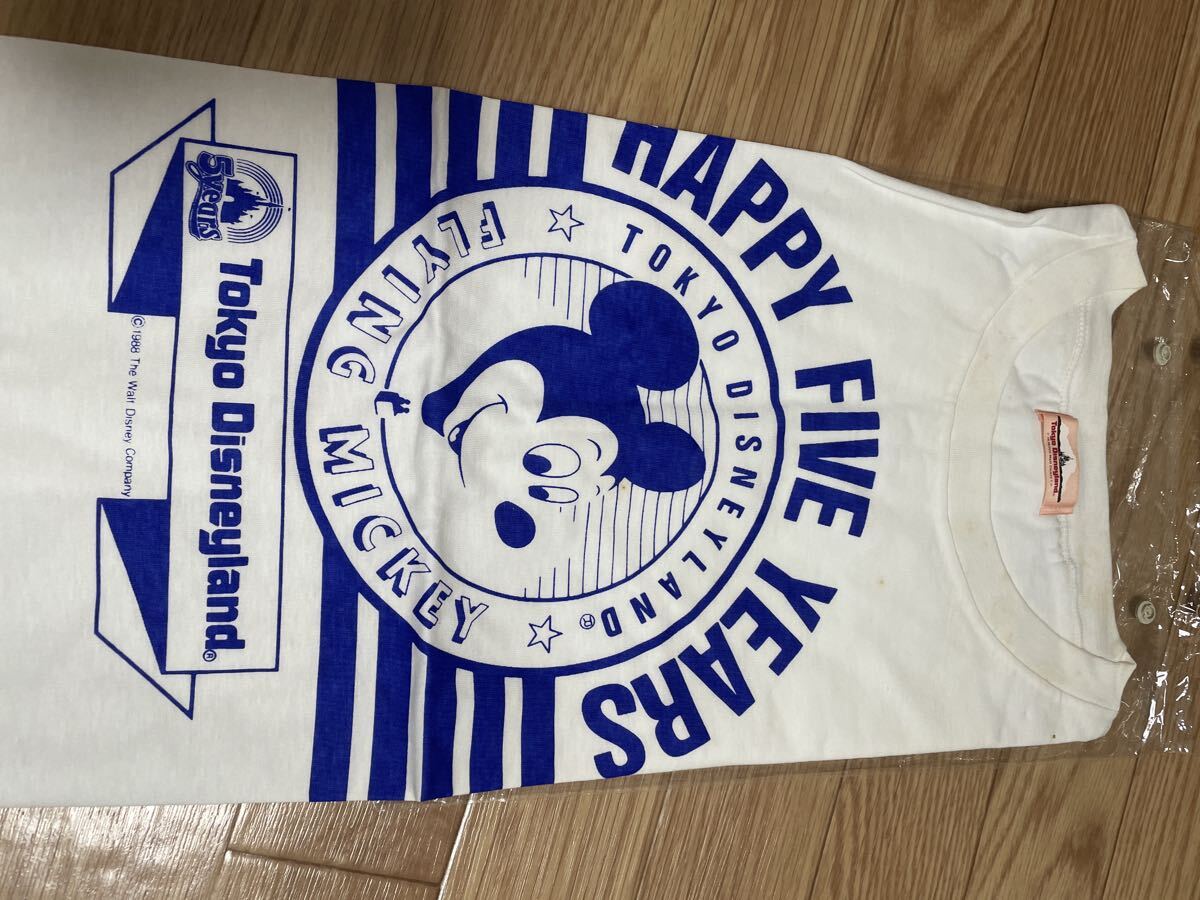 HAPPY FIVE YEARS
TOKYO DISNEYLAND®
FLYING MICKEY
5years
Tokyo Disneyland®
© 1988 The Walt Disney Company
Tokyo Disneyland®